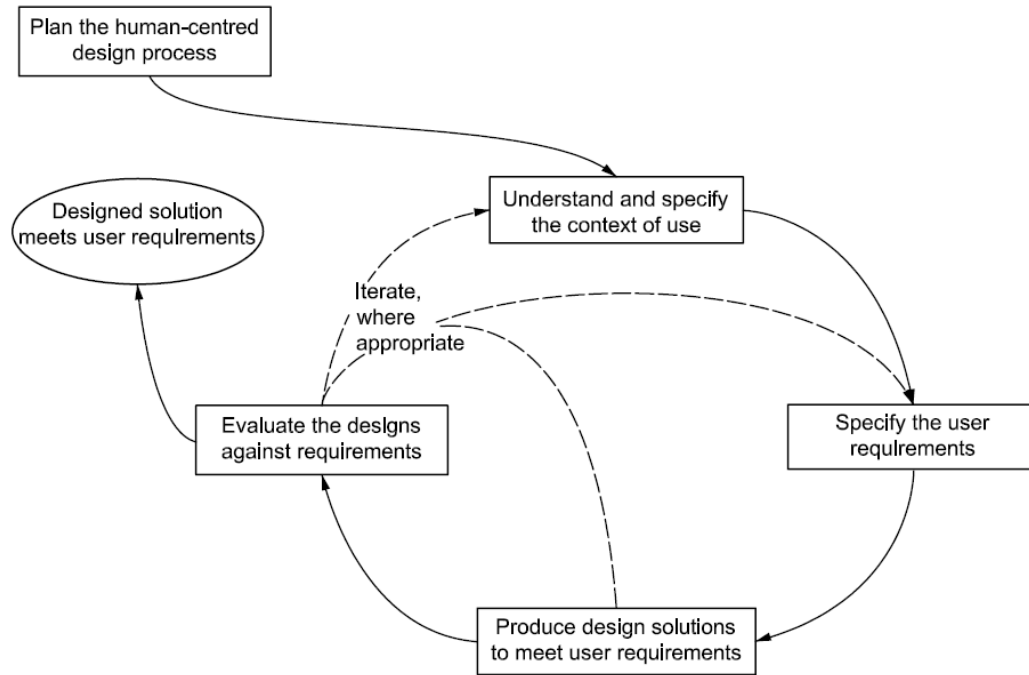 Plan the human-centred
design process
Understand and specify
the context of use
Designed solution
meets user requirements
Iterate,
where
appropriate
Evaluate the designs
against requirements
Specify the user
requirements
Produce design solutions
to meet user requirements